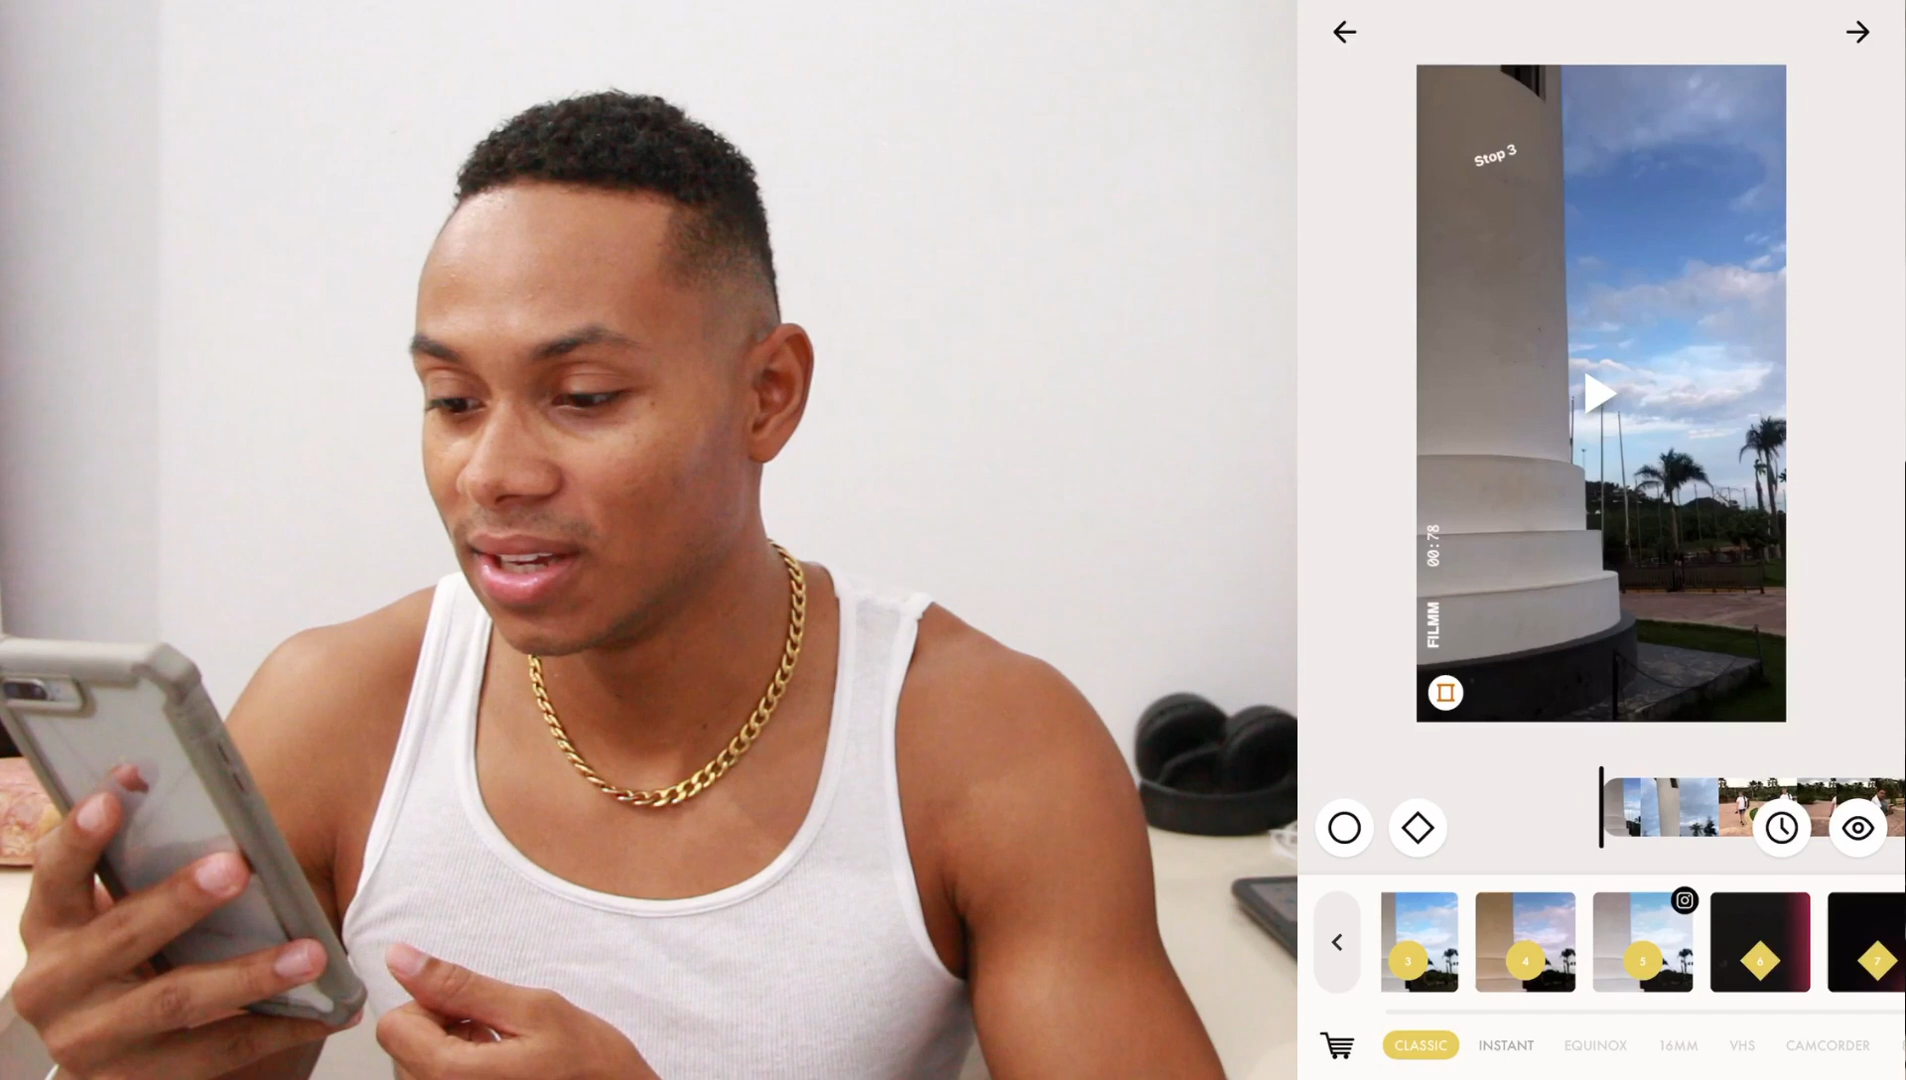 Stop 3
00:78
FILMM
3
4
5
6
7
CLASSIC
INSTANT
EQUINOX
16MM
VHS
CAMCORDER